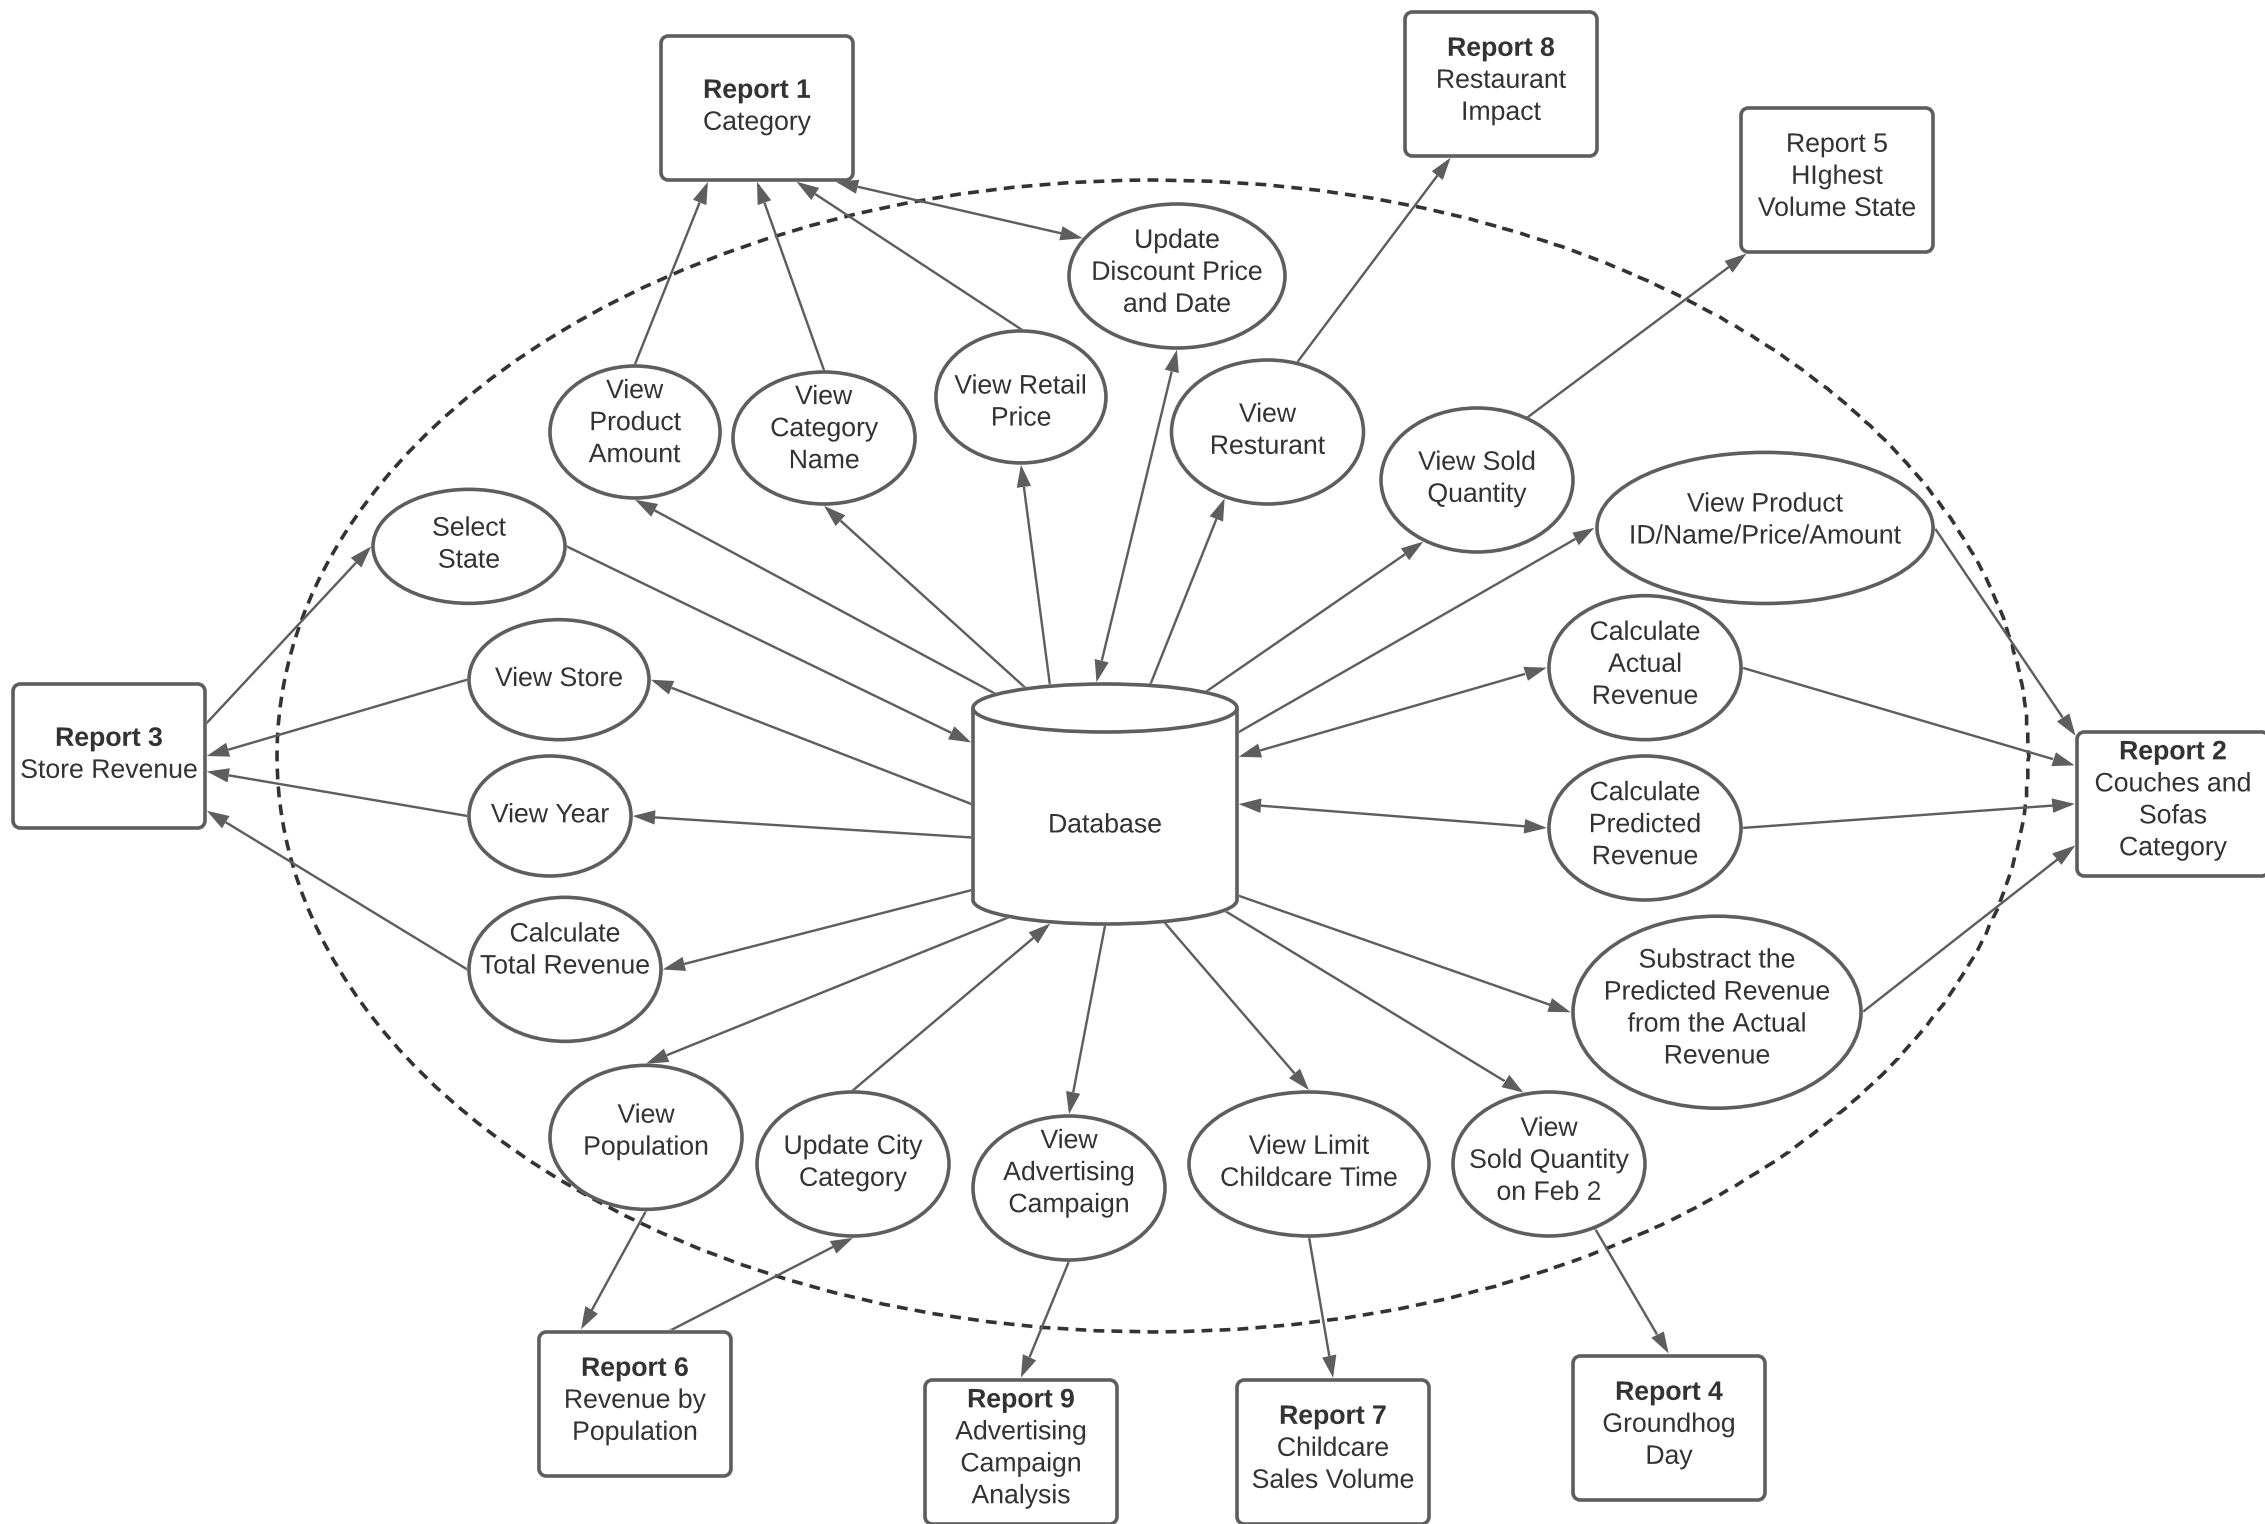 Report 1
Category
Report 8
Restaurant
Impact
Report 5
HIghest
Volume State
Update
Discount Price
and Date
View
Product
Amount
View
Category
Name
View Retail
Price
View
Resturant
View Sold
Quantity
View Product
ID/Name/Price/Amount
Select
State
View Store
Calculate
Actual
Revenue
Report 3
Store Revenue
View Year
Database
Calculate
Predicted
Revenue
Report 2
Couches and
Sofas
Category
Calculate
Total Revenue
Substract the
Predicted Revenue
from the Actual
Revenue
View
Population
Update City
Category
View
Advertising
Campaign
View Limit
Childcare Time
View
Sold Quantity
on Feb 2
Report 6
Revenue by
Population
Report 9
Advertising
Campaign
Analysis
Report 7
Childcare
Sales Volume
Report 4
Groundhog
Day